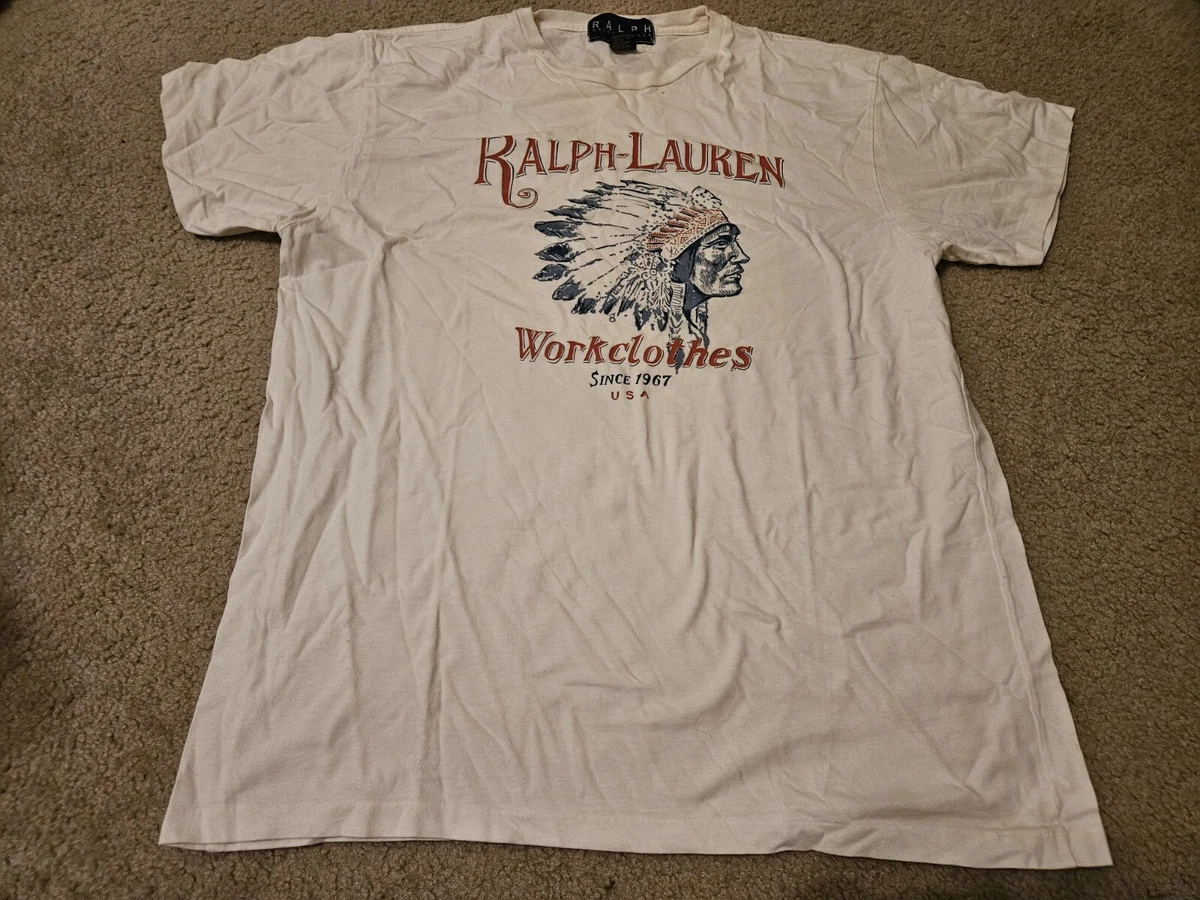 RALPH
RALPH-LAUREN
Workclothes
SINCE 1967
USA